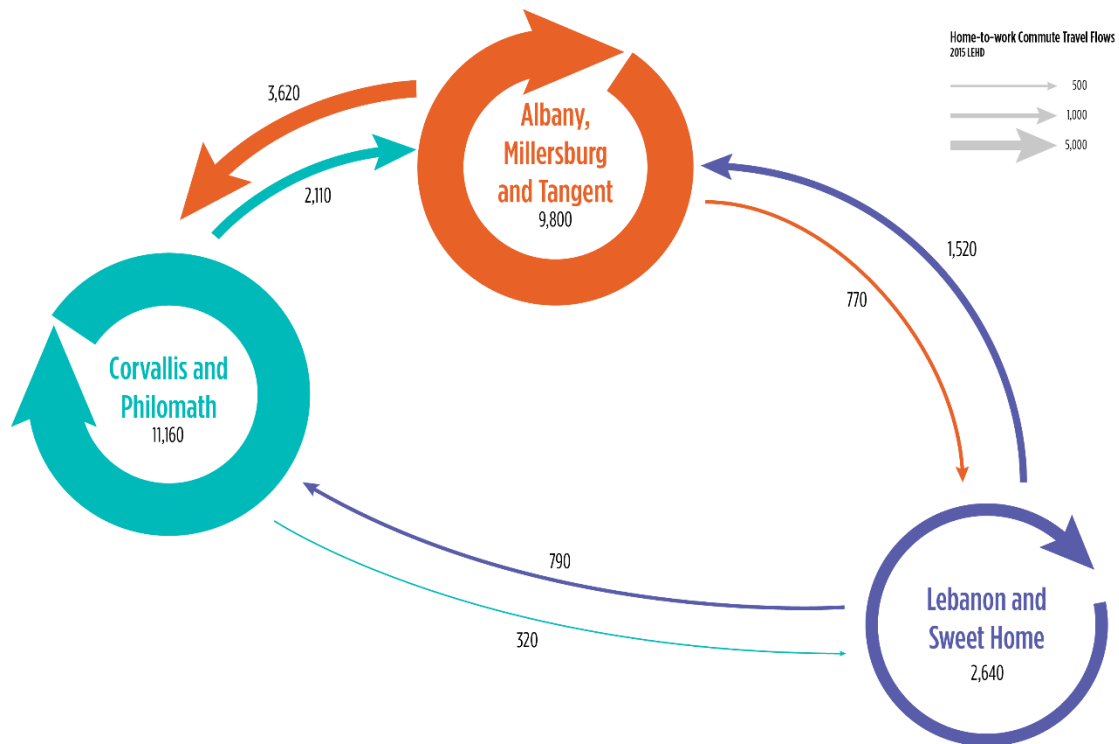 Home-to-work Commute Travel Flows
2015 LEHD
500
1,000
5,000
3,620
2,110
Albany,
Millersburg
and Tangent
9,800
1,520
770
Corvallis and
Philomath
11,160
790
320
Lebanon and
Sweet Home
2,640